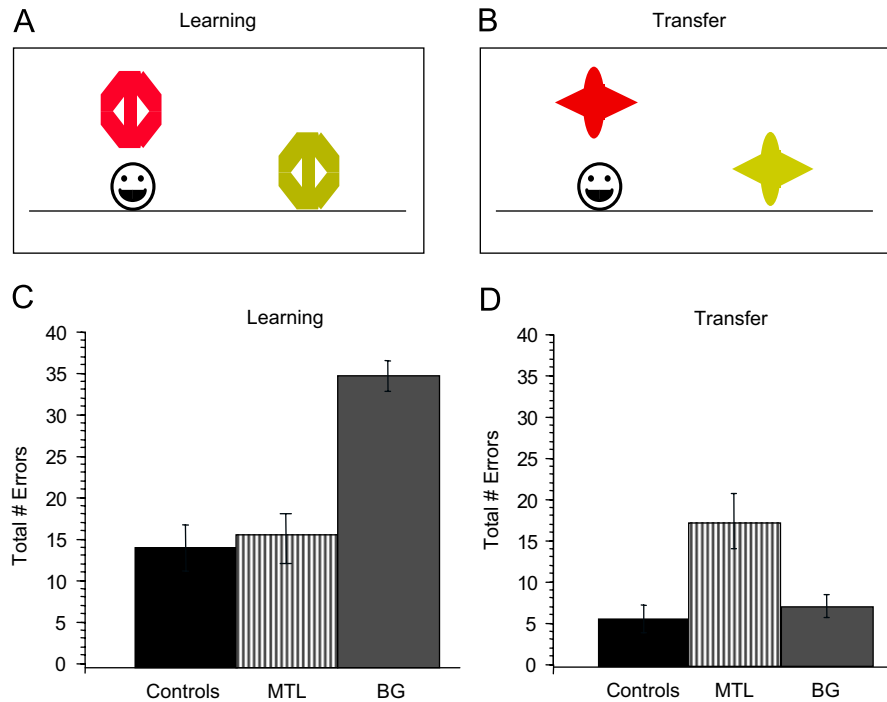 A
Learning
B
Transfer
C
Learning
Total # Errors
40
35
30
25
20
15
10
5
0
Controls MTL BG
D
Transfer
Total # Errors
40
35
30
25
20
15
10
5
0
Controls MTL BG